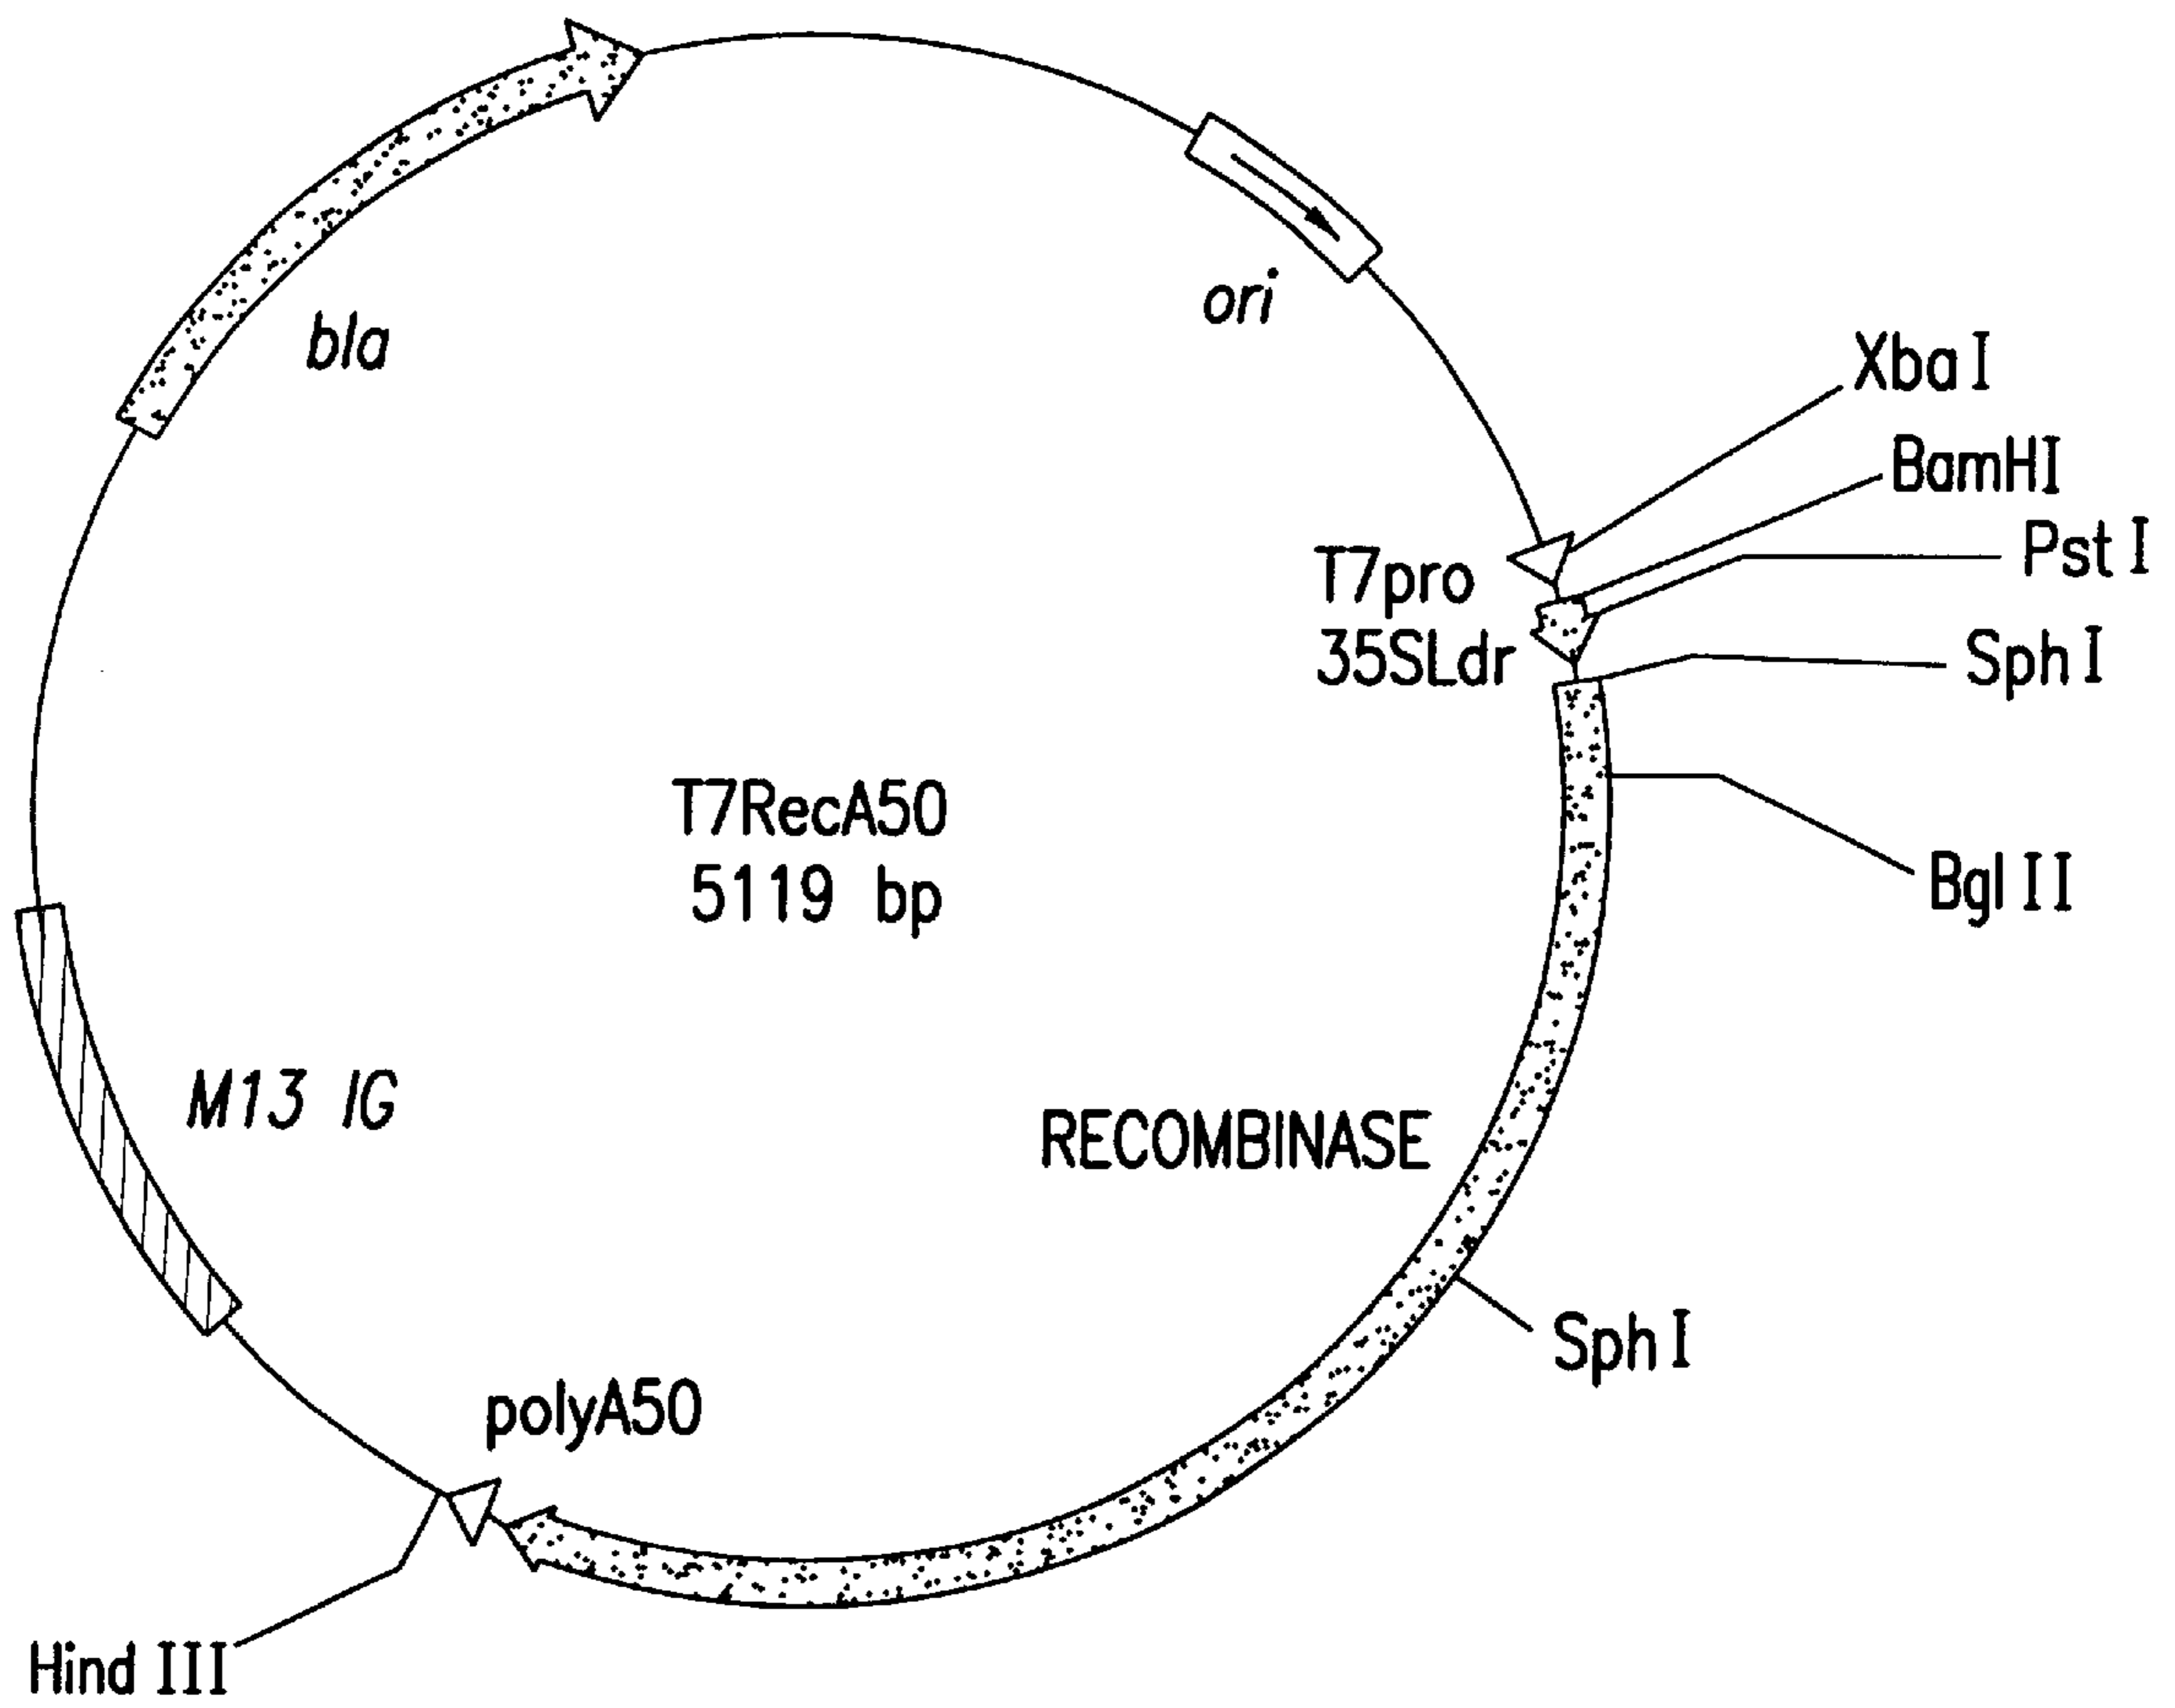 bla
ori
Xba I
BamHI
Pst I
T7pro
35SLdr
Sph I
T7RecA50
5119 bp
Bgl II
M13 IG
RECOMBINASE
Sph I
polyA50
Hind III